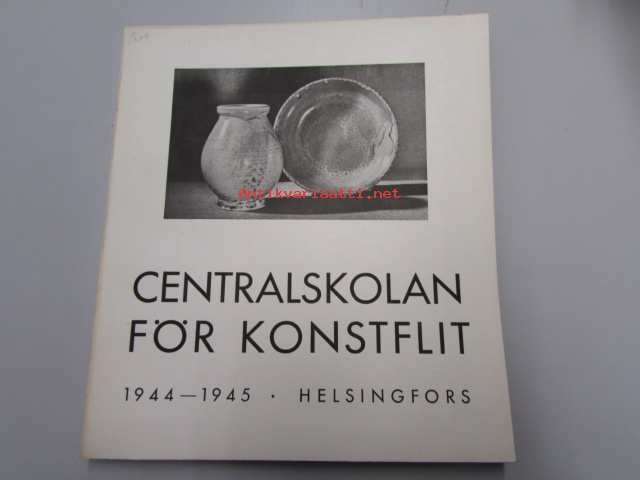 Antikvariaatti.net
CENTRALSKOLAN
FÖR KONSTFLIT
1944—1945 · HELSINGFORS